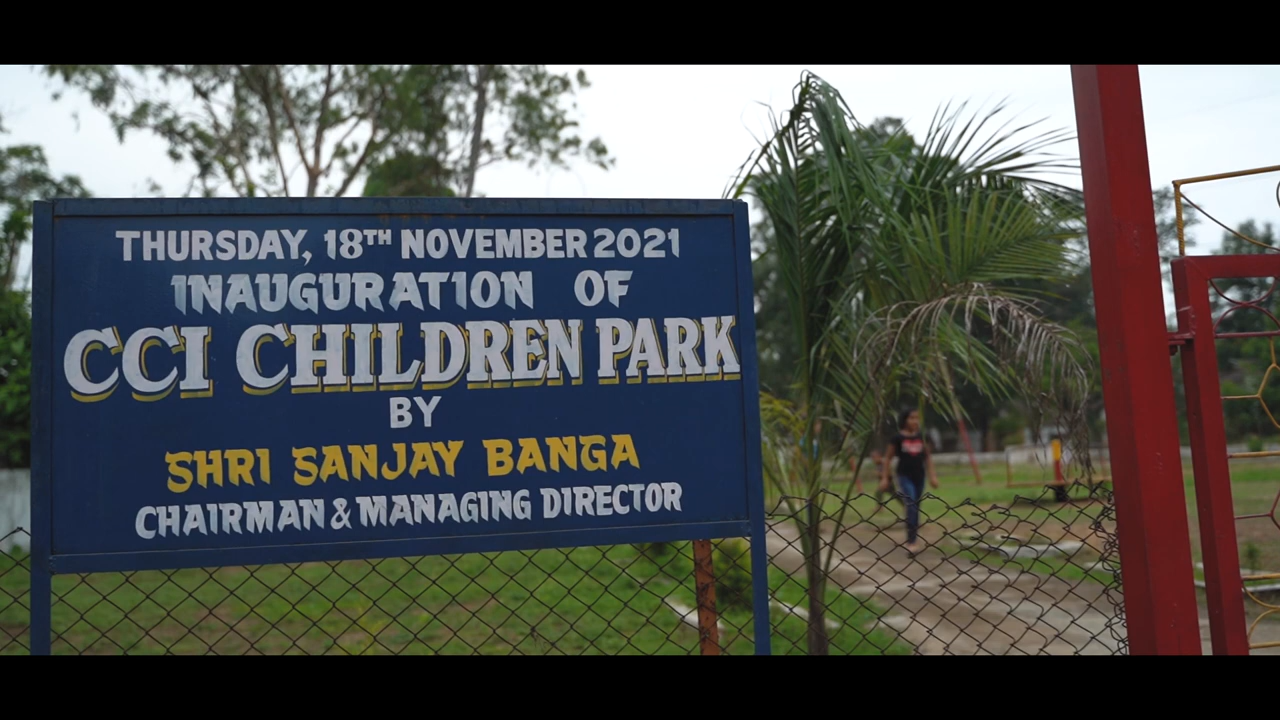 THURSDAY, 18TH NOVEMBER 2021
INAUGURATION OF
CCI CHILDREN PARK
BY
SHRI SANJAY BANGA
CHAIRMAN & MANAGING DIRECTOR